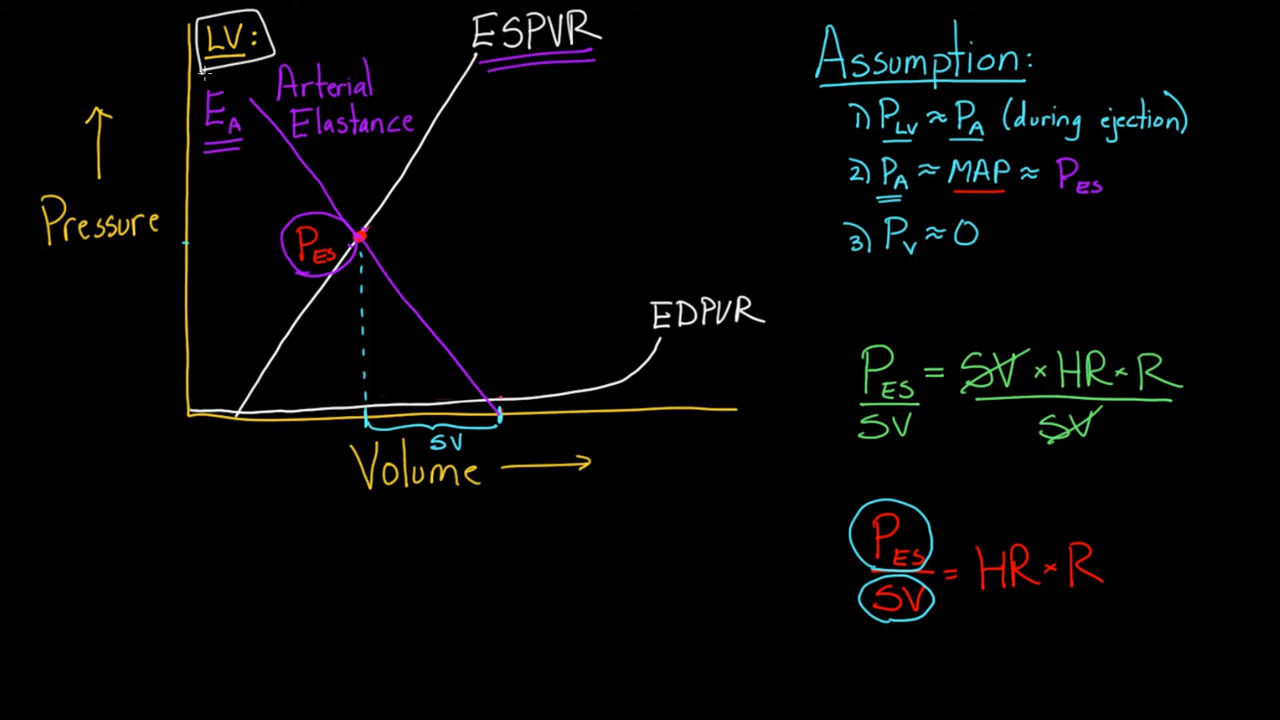 LV:
E_A
Arterial
Elastance
ESPVR
Pressure
P_ES
EDPVR
SV
Volume
Assumption:
1) P_LV ≈ P_A (during ejection)
2) P_A ≈ MAP ≈ P_ES
3) P_V ≈ 0
P_ES = SV × HR × R
SV SV
P_ES = HR × R
SV